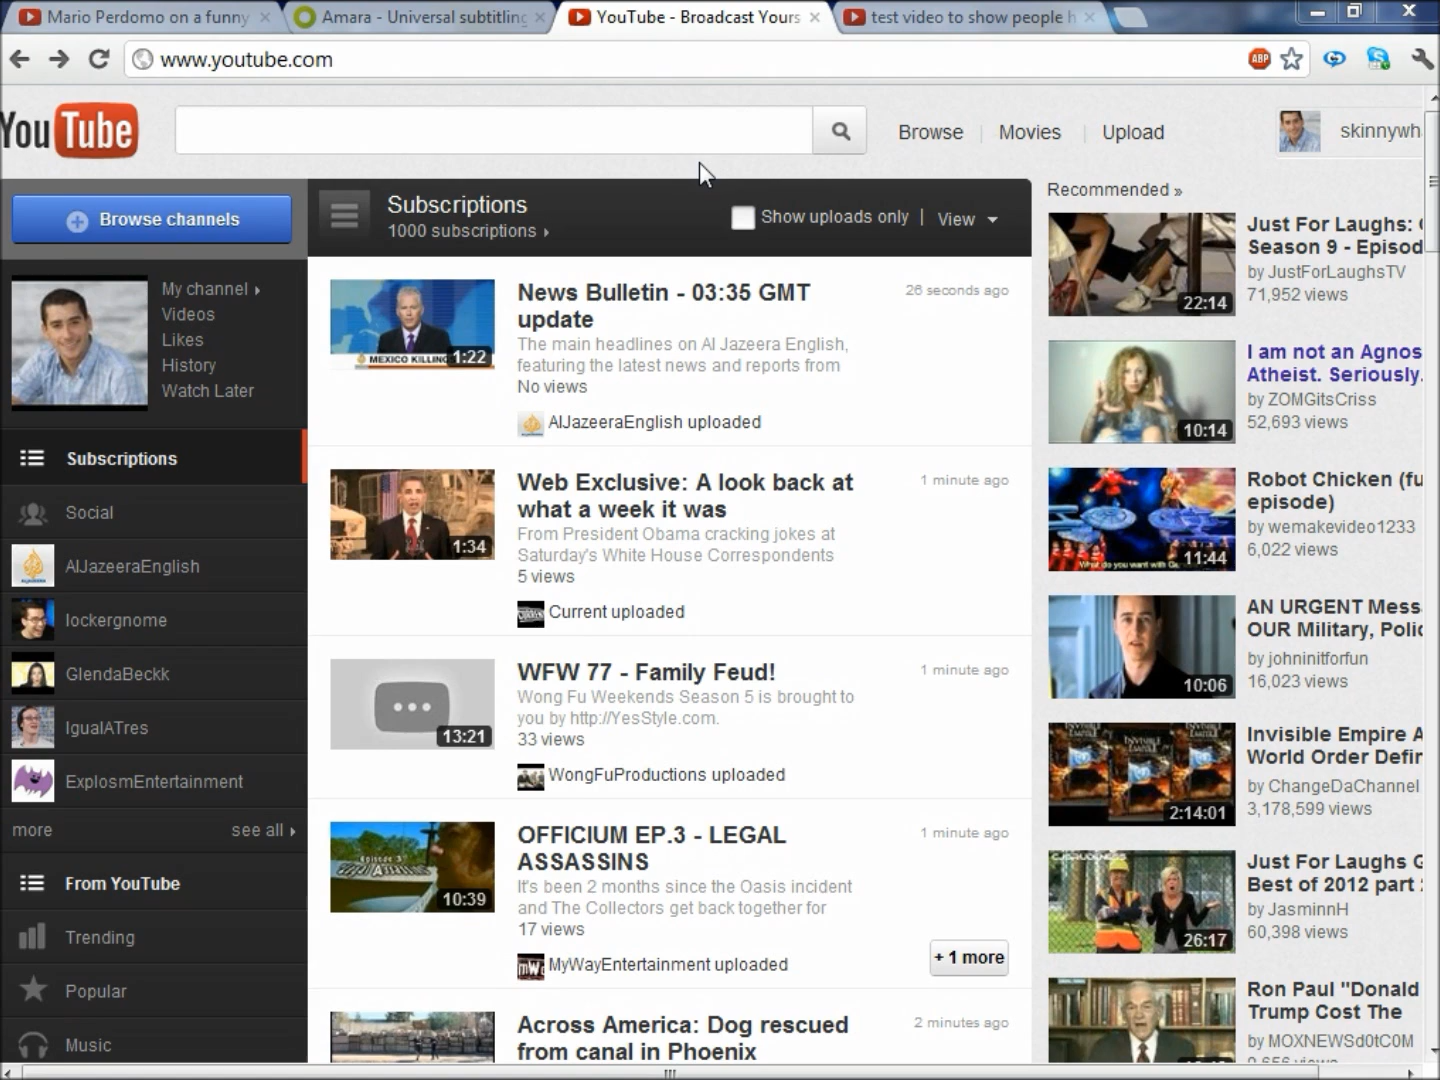 Mario Perdomo on a funny
Amara - Universal subtitling
YouTube - Broadcast Yours
test video to show people h
www.youtube.com
ABP
YouTube
Browse
Movies
Upload
skinnywh
Browse channels
Subscriptions
1000 subscriptions
Show uploads only
View
Recommended »
My channel
Videos
Likes
History
Watch Later
Subscriptions
Social
AlJazeeraEnglish
lockergnome
GlendaBeckk
IgualATres
ExplosmEntertainment
more
see all
From YouTube
Trending
Popular
Music
MEXICO KILLING
1:22
News Bulletin - 03:35 GMT
update
26 seconds ago
The main headlines on Al Jazeera English,
featuring the latest news and reports from
No views
AlJazeeraEnglish uploaded
1:34
Web Exclusive: A look back at
what a week it was
1 minute ago
From President Obama cracking jokes at
Saturday's White House Correspondents
5 views
Current uploaded
13:21
WFW 77 - Family Feud!
1 minute ago
Wong Fu Weekends Season 5 is brought to
you by http://YesStyle.com.
33 views
WongFuProductions uploaded
Episode 3
10:39
OFFICIUM EP.3 - LEGAL
ASSASSINS
1 minute ago
It's been 2 months since the Oasis incident
and The Collectors get back together for
17 views
MyWayEntertainment uploaded
+ 1 more
Across America: Dog rescued
from canal in Phoenix
2 minutes ago
22:14
Just For Laughs:
Season 9 - Episod
by JustForLaughsTV
71,952 views
10:14
I am not an Agnos
Atheist. Seriously.
by ZOMGitsCriss
52,693 views
11:44
Robot Chicken (fu
episode)
by wemakevideo1233
6,022 views
10:06
AN URGENT Mess
OUR Military, Polic
by johninitforfun
16,023 views
2:14:01
Invisible Empire A
World Order Defin
by ChangeDaChannel
3,178,599 views
26:17
Just For Laughs G
Best of 2012 part
by JasminnH
60,398 views
Ron Paul "Donald
Trump Cost The
by MOXNEWSd0tC0M